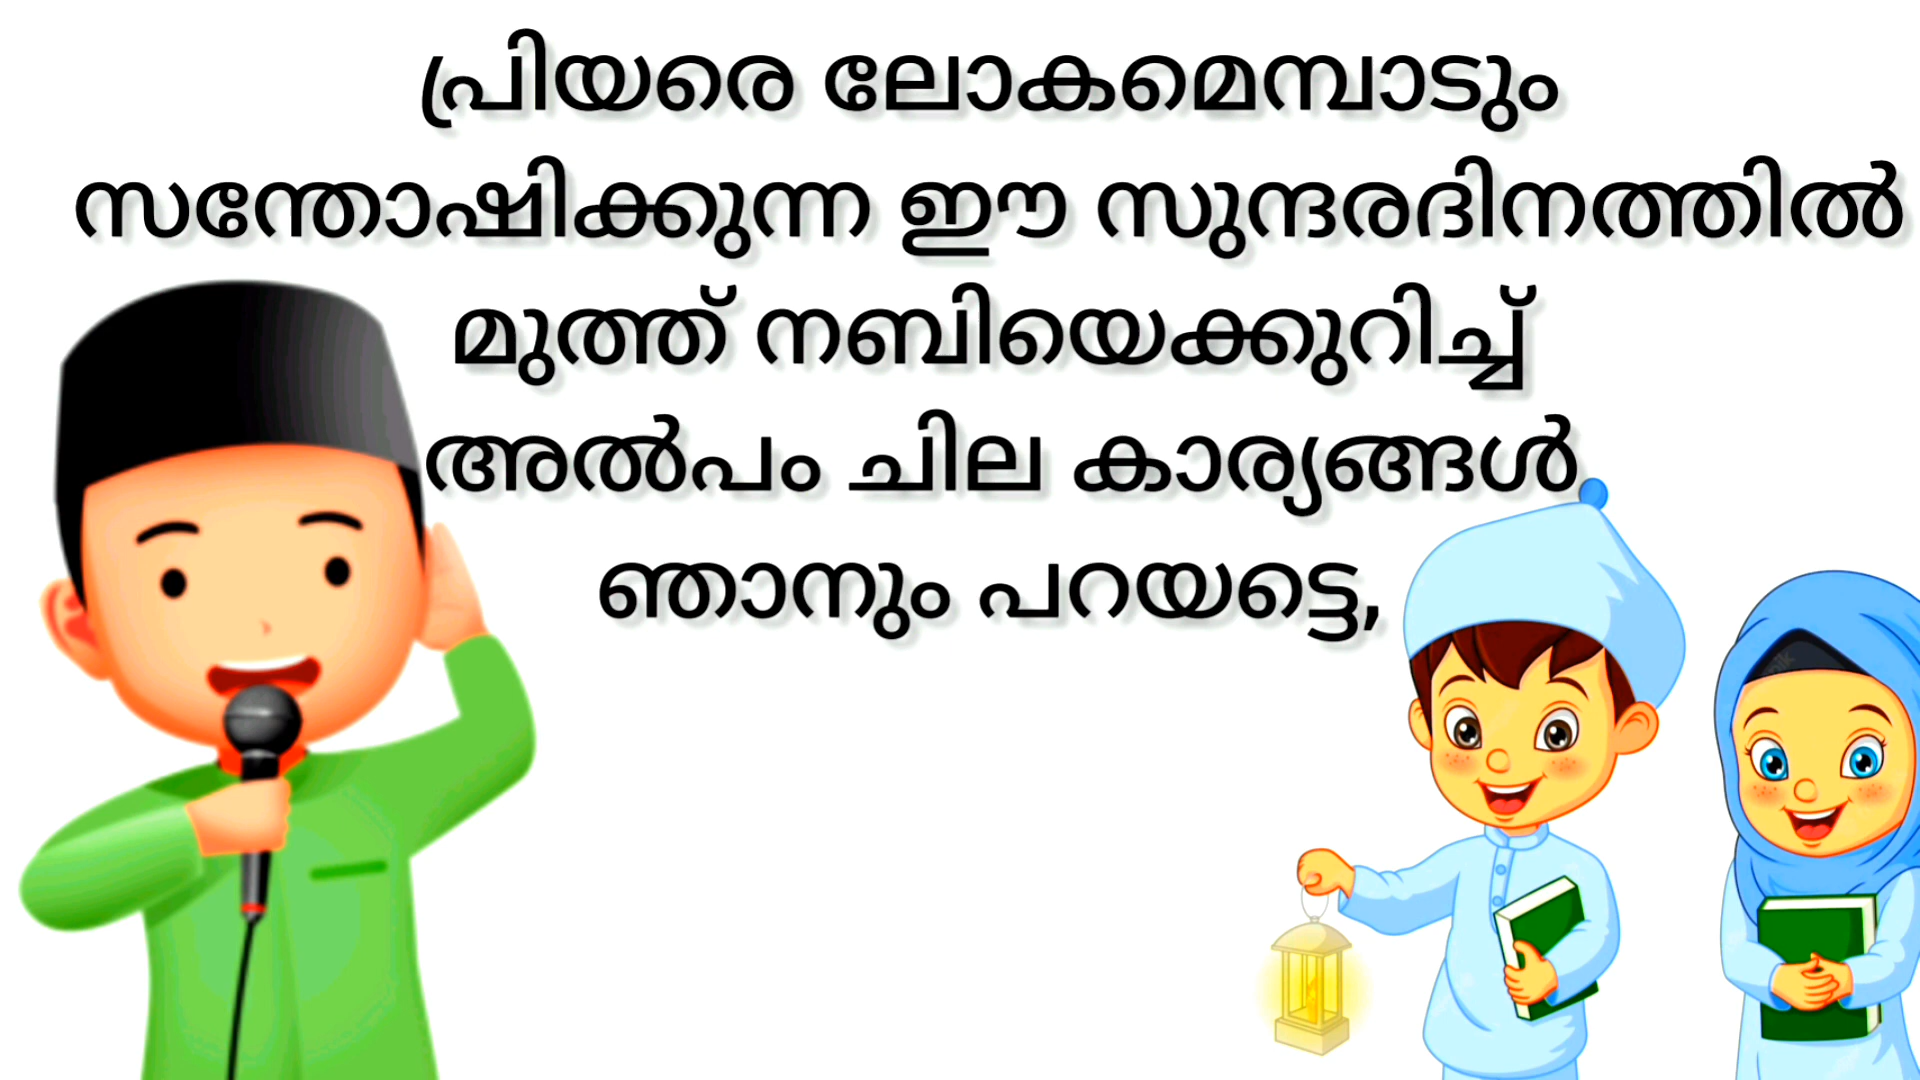 പ്രിയരെ ലോകമെമ്പാടും
സന്തോഷിക്കുന്ന ഈ സുന്ദരദിനത്തിൽ
മുത്ത് നബിയെക്കുറിച്ച്
അൽപം ചില കാര്യങ്ങൾ
ഞാനും പറയട്ടെ,